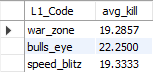 L1_Code avg_kill
war_zone 19.2857
bulls_eye 22.2500
speed_blitz 19.3333